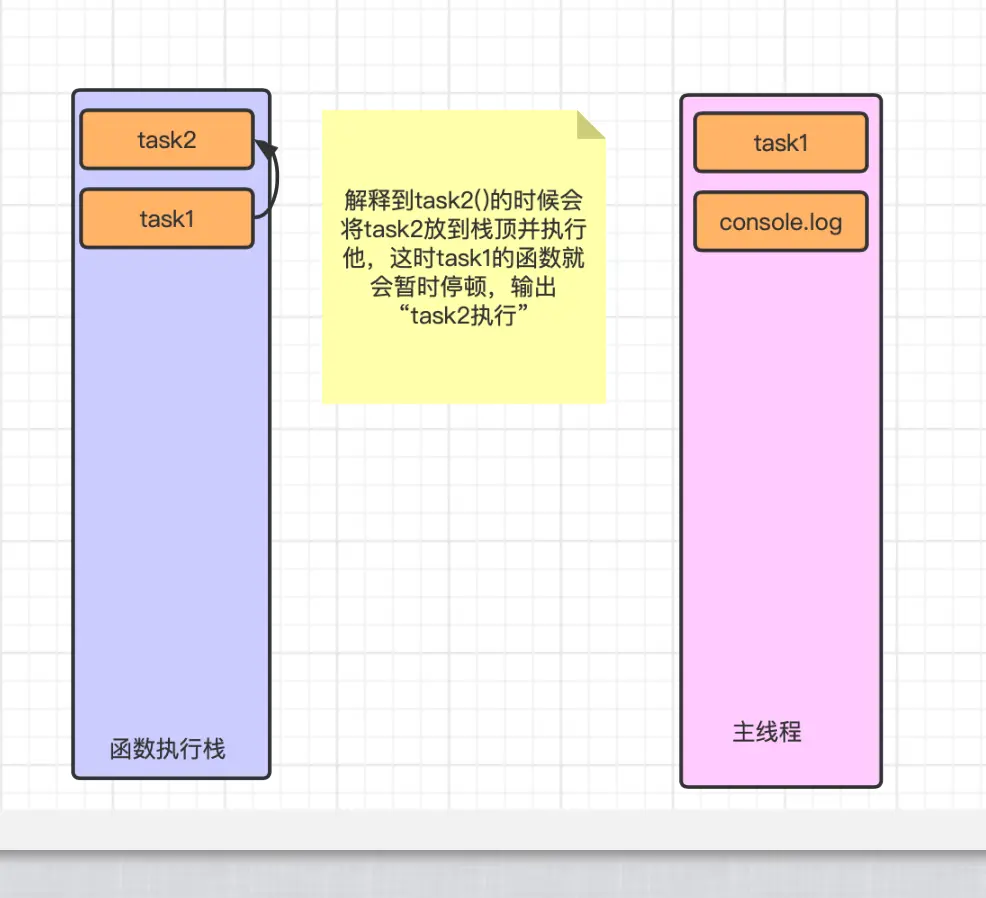 task2
task1
函数执行栈
解释到task2()的时候会
将task2放到栈顶并执行
他，这时task1的函数就
会暂时停顿，输出
“task2执行”
task1
console.log
主线程